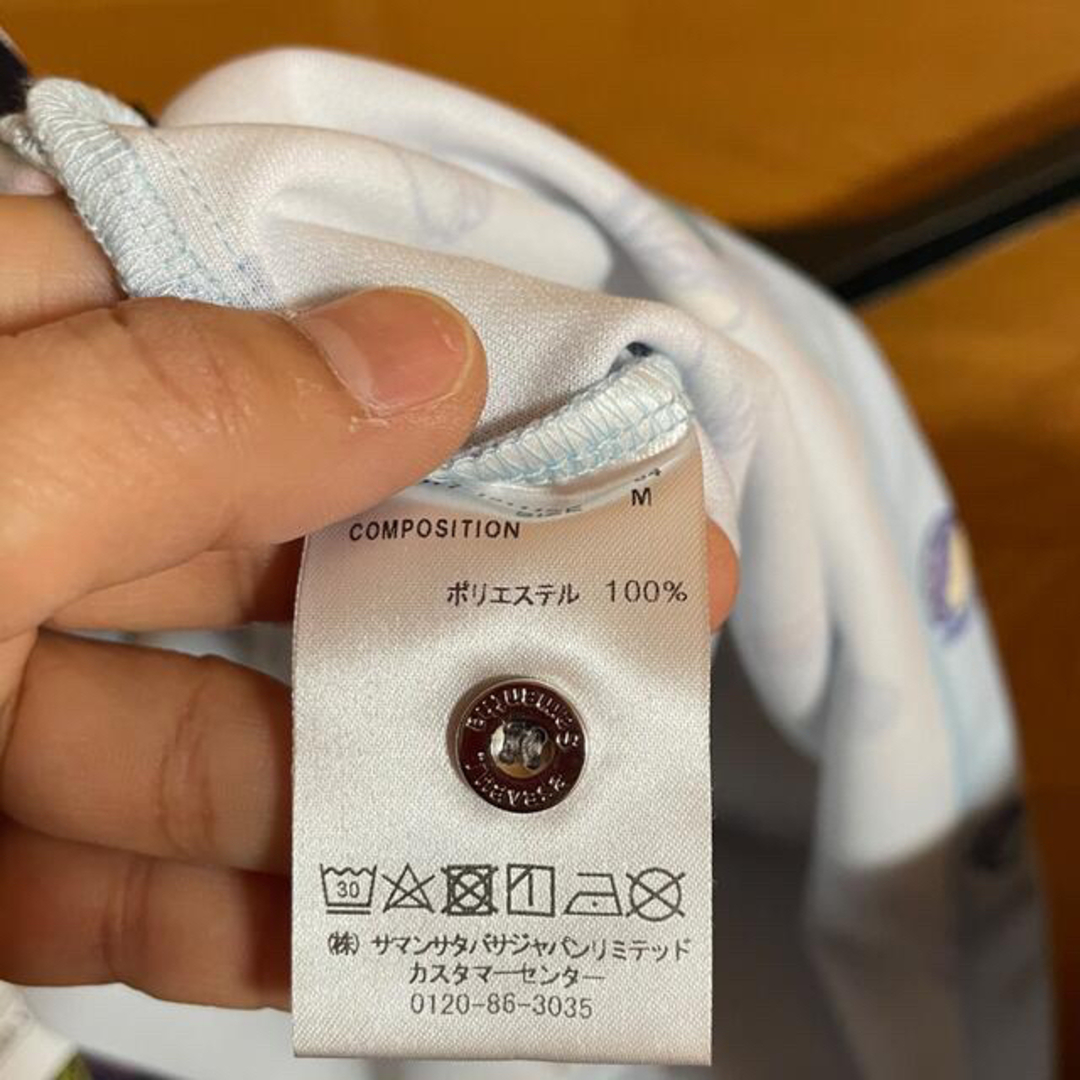 SIZE M
COMPOSITION
ポリエステル 100%
Samantha
30
(株) サマンサタバサジャパンリミテッド
カスタマーセンター
0120-86-3035